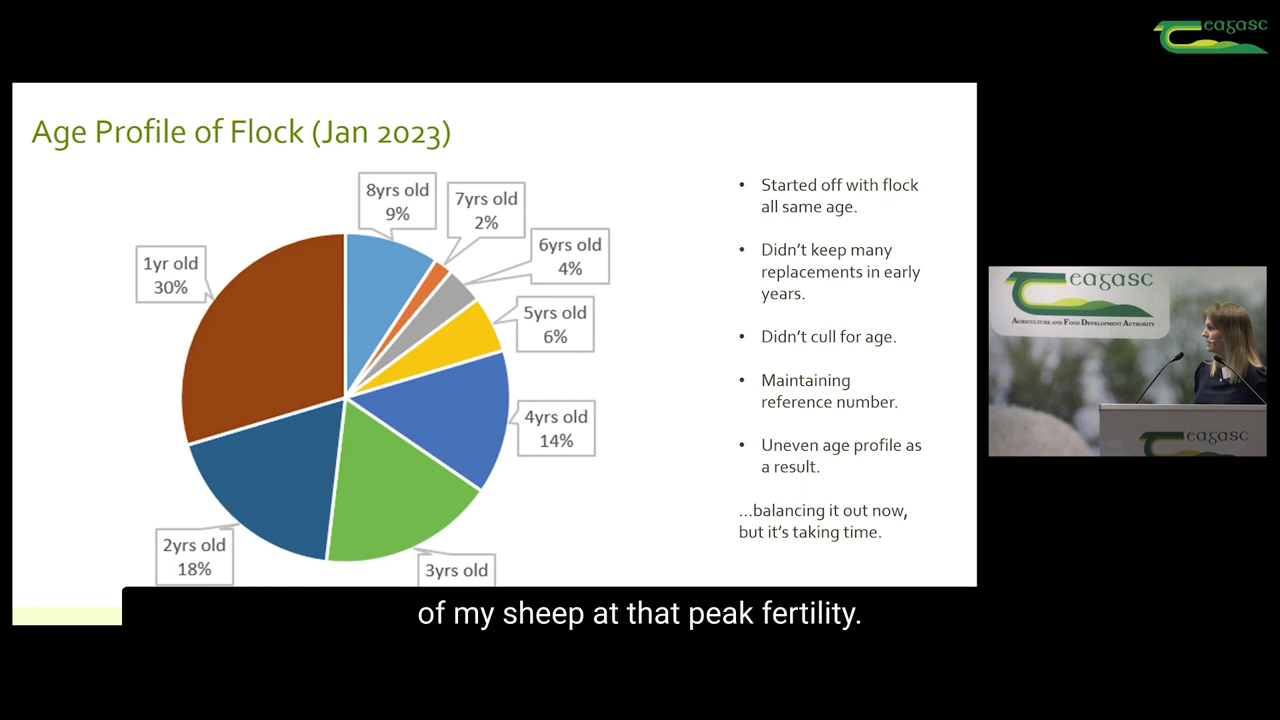 eagasc
Age Profile of Flock (Jan 2023)
8yrs old
9%
7yrs old
2%
6yrs old
4%
1yr old
30%
5yrs old
6%
4yrs old
14%
2yrs old
18%
3yrs old
• Started off with flock
all same age.
• Didn't keep many
replacements in early
years.
• Didn't cull for age.
• Maintaining
reference number.
• Uneven age profile as
a result.
...balancing it out now,
but it's taking time.
eagasc
AGRICULTURE AND FOOD DEVELOPMENT AUTHORITY
eagasc
of my sheep at that peak fertility.